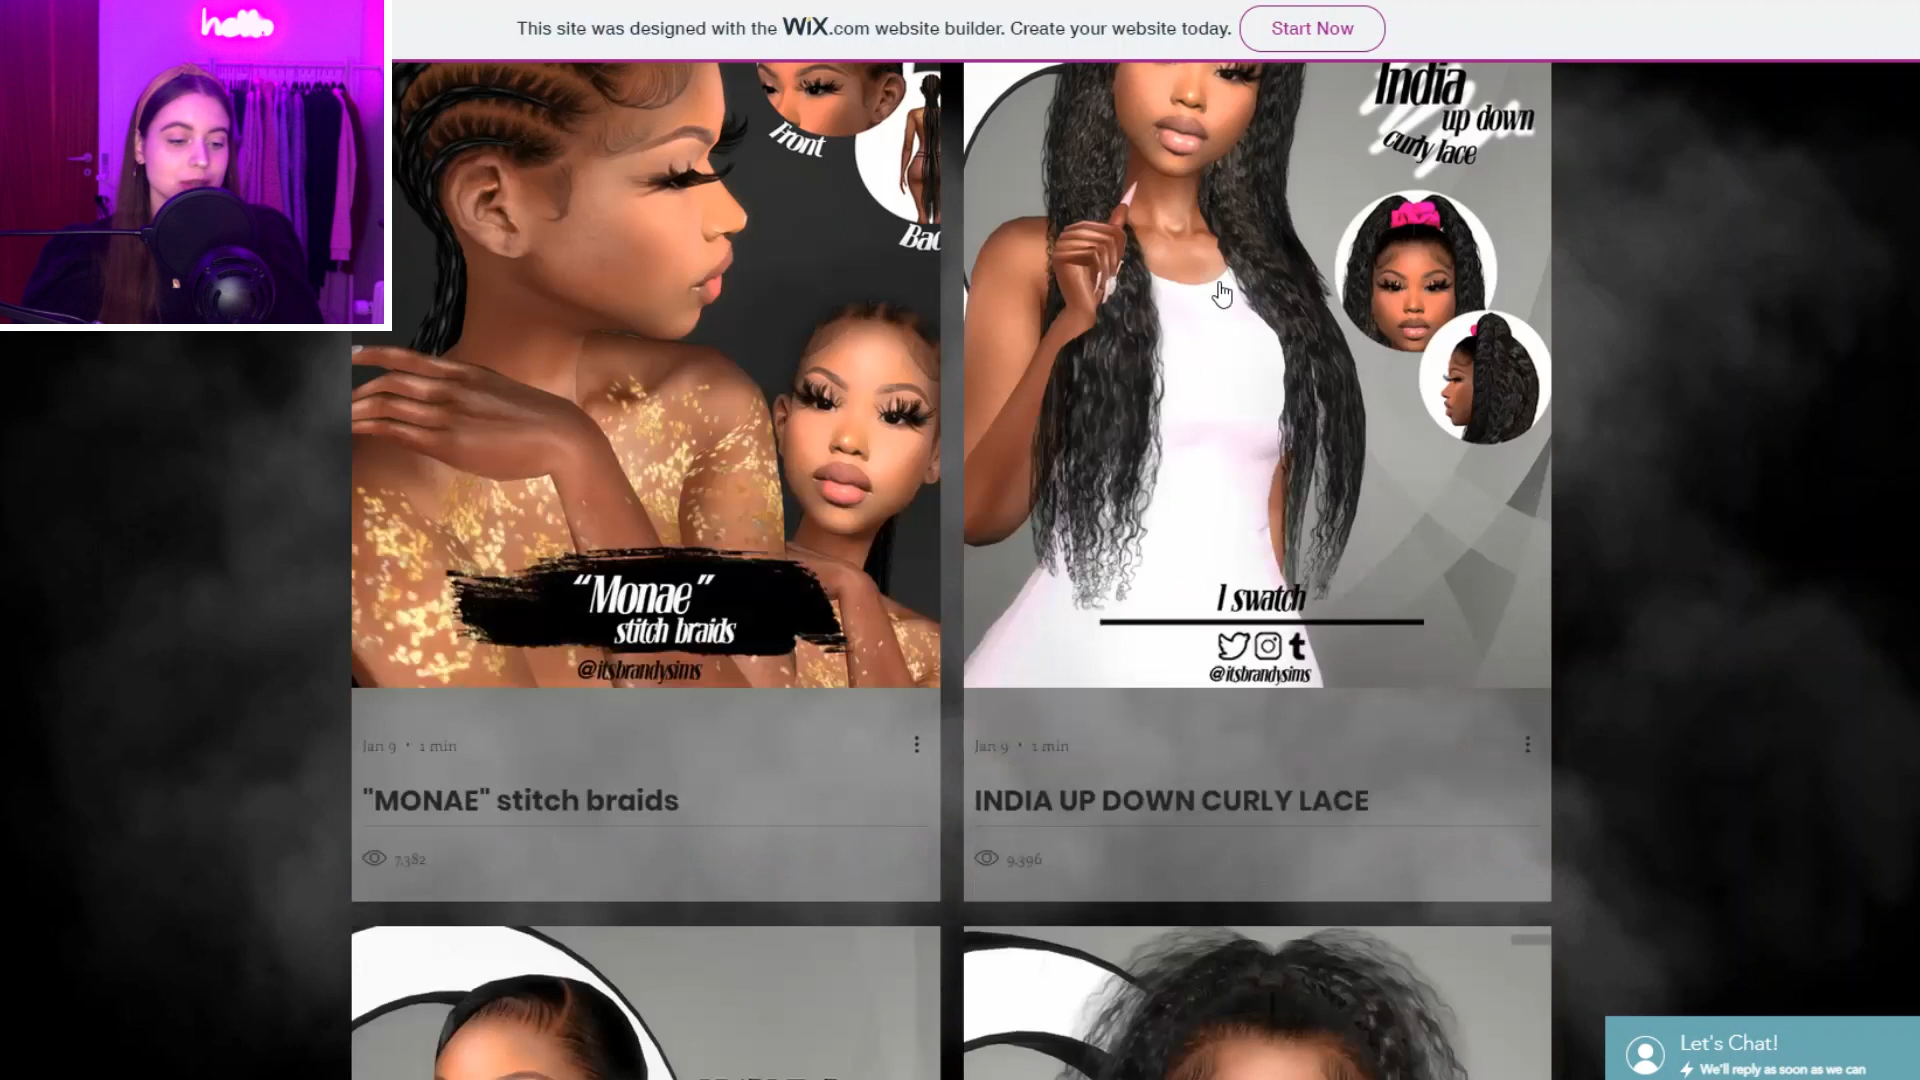 hello
This site was designed with the WiX.com website builder. Create your website today.
Start Now
Front
India
up down
curly lace
"Monae"
stitch braids
@itsbrandysims
1 swatch
@itsbrandysims
Jan 9 · 1 min
"MONAE" stitch braids
7,382
Jan 9 · 1 min
INDIA UP DOWN CURLY LACE
9,396
Let's Chat!
We'll reply as soon as we can